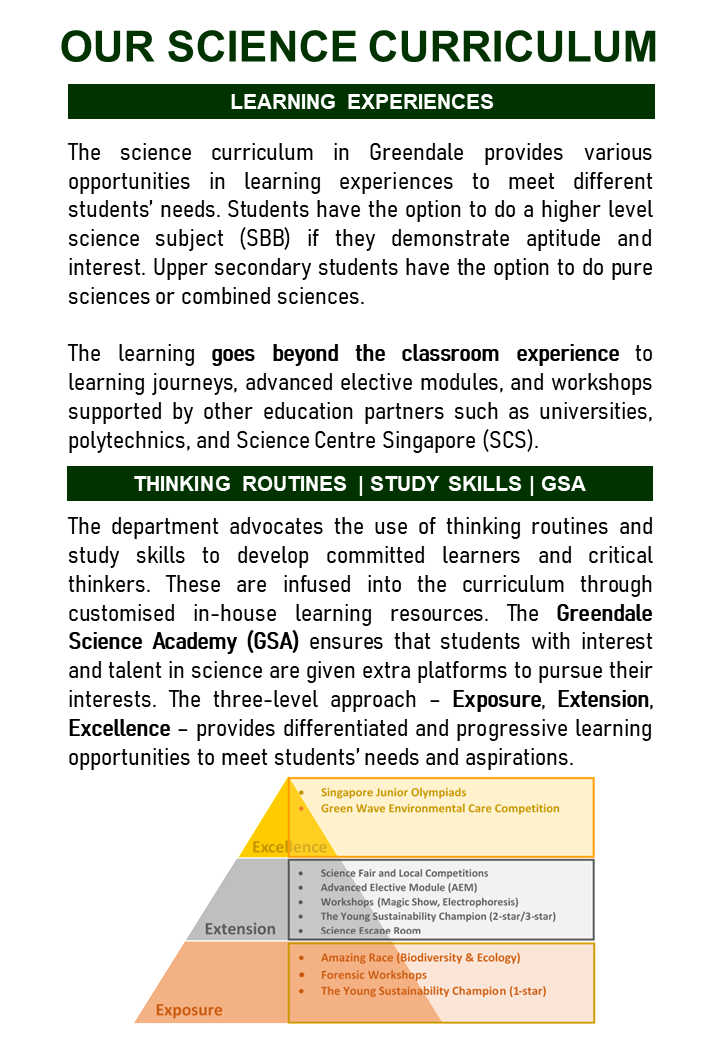 OUR SCIENCE CURRICULUM
LEARNING EXPERIENCES
The science curriculum in Greendale provides various
opportunities in learning experiences to meet different
students' needs. Students have the option to do a higher level
science subject (SBB) if they demonstrate aptitude and
interest. Upper secondary students have the option to do pure
sciences or combined sciences.
The learning goes beyond the classroom experience to
learning journeys, advanced elective modules, and workshops
supported by other education partners such as universities,
polytechnics, and Science Centre Singapore (SCS).
THINKING ROUTINES | STUDY SKILLS | GSA
The department advocates the use of thinking routines and
study skills to develop committed learners and critical
thinkers. These are infused into the curriculum through
customised in-house learning resources. The Greendale
Science Academy (GSA) ensures that students with interest
and talent in science are given extra platforms to pursue their
interests. The three-level approach – Exposure, Extension,
Excellence – provides differentiated and progressive learning
opportunities to meet students' needs and aspirations.
• Singapore Junior Olympiads
• Green Wave Environmental Care Competition
Excellence
• Science Fair and Local Competitions
• Advanced Elective Module (AEM)
• Workshops (Magic Show, Electrophoresis)
• The Young Sustainability Champion (2-star/3-star)
• Science Escape Room
Extension
• Amazing Race (Biodiversity & Ecology)
• Forensic Workshops
• The Young Sustainability Champion (1-star)
Exposure